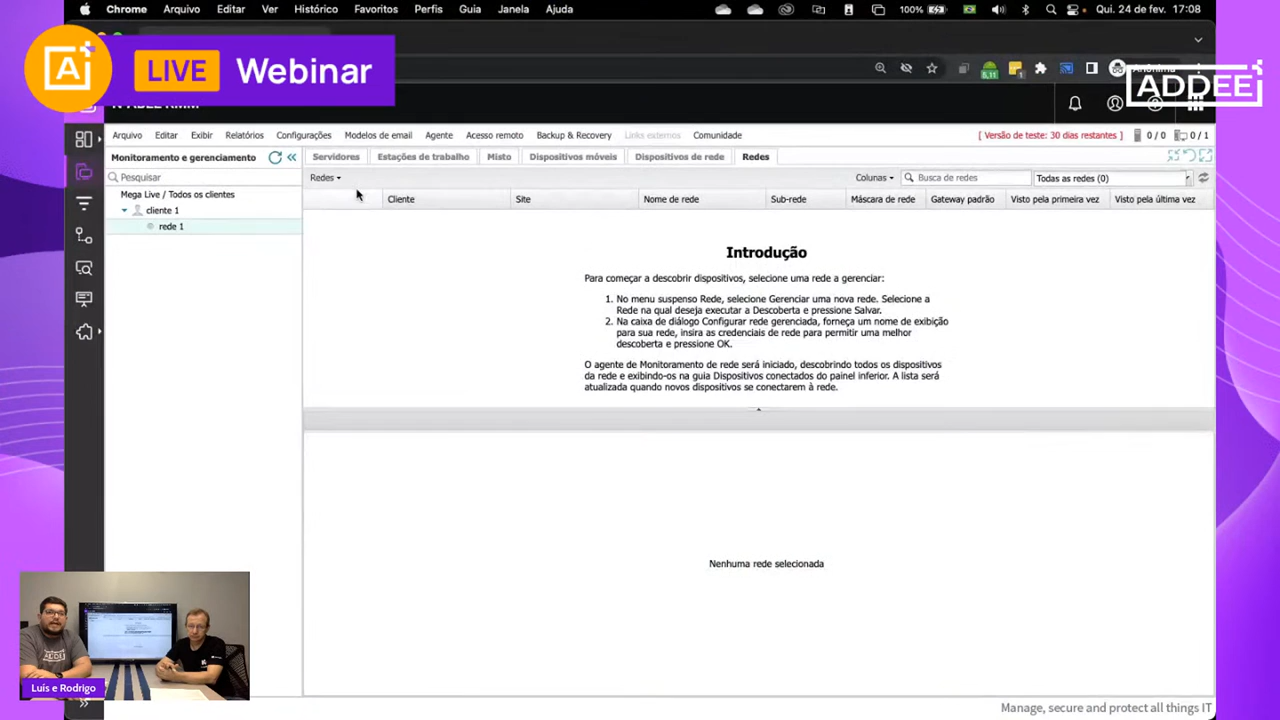 Chrome Arquivo Editar Ver Histórico Favoritos Perfis Guia Janela Ajuda 100% Qui. 24 de fev. 17:08
LIVE Webinar
8,11 1 Anônima
ADDEE
Arquivo Editar Exibir Relatórios Configurações Modelos de email Agente Acesso remoto Backup & Recovery Links externos Comunidade [ Versão de teste: 30 dias restantes ] 0 / 0 0 / 1
Monitoramento e gerenciamento Servidores Estações de trabalho Misto Dispositivos móveis Dispositivos de rede Redes
Pesquisar Redes Colunas Busca de redes Todas as redes (0)
Mega Live / Todos os clientes
cliente 1
rede 1
Cliente Site Nome de rede Sub-rede Máscara de rede Gateway padrão Visto pela primeira vez Visto pela última vez
Introdução
Para começar a descobrir dispositivos, selecione uma rede a gerenciar:
1. No menu suspenso Rede, selecione Gerenciar uma nova rede. Selecione a
Rede na qual deseja executar a Descoberta e pressione Salvar.
2. Na caixa de diálogo Configurar rede gerenciada, forneça um nome de exibição
para sua rede, insira as credenciais de rede para permitir uma melhor
descoberta e pressione OK.
O agente de Monitoramento de rede será iniciado, descobrindo todos os dispositivos
da rede e exibindo-os na guia Dispositivos conectados do painel inferior. A lista será
atualizada quando novos dispositivos se conectarem à rede.
Nenhuma rede selecionada
Luís e Rodrigo
Manage, secure and protect all things IT